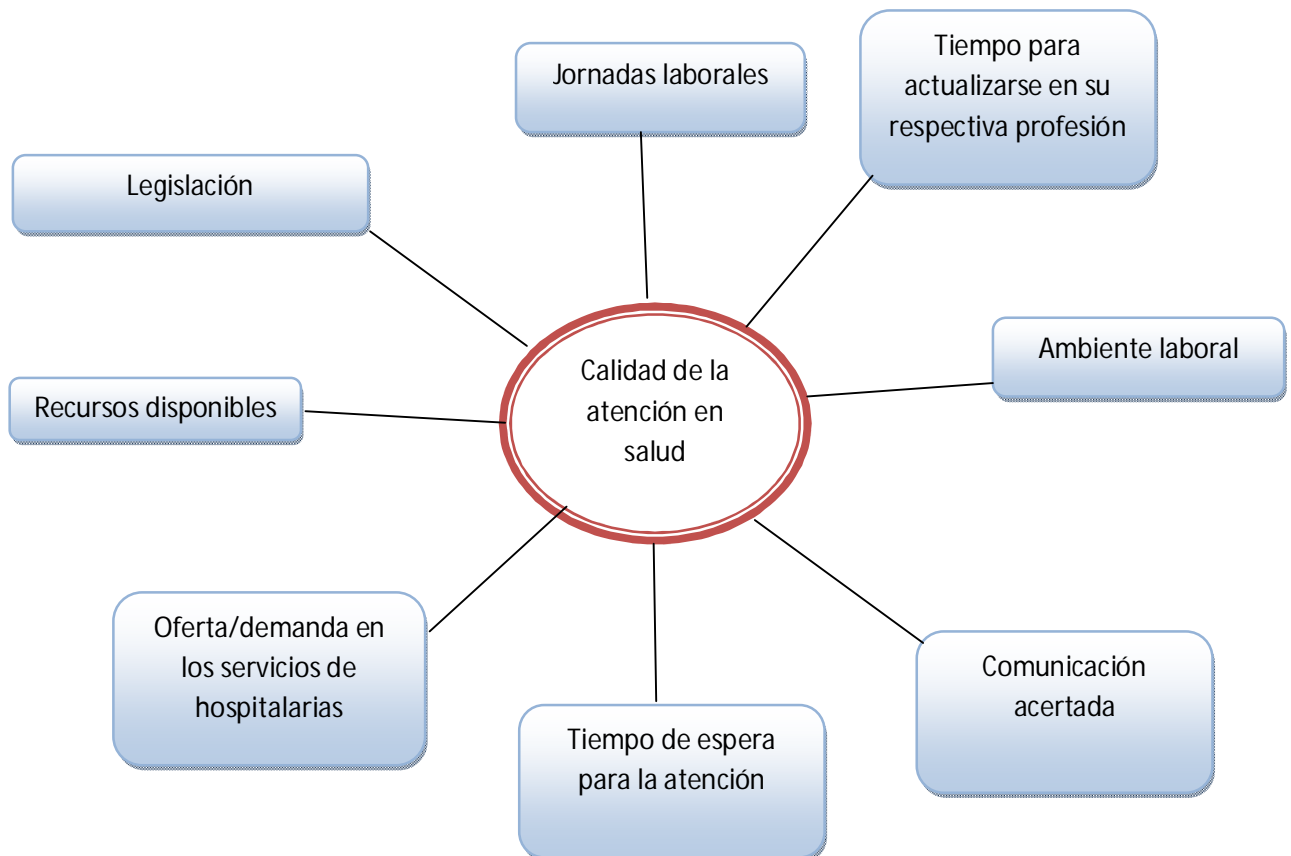 Jornadas laborales
Tiempo para
actualizarse en su
respectiva profesión
Legislación
Ambiente laboral
Calidad de la
atención en
salud
Recursos disponibles
Oferta/demanda en
los servicios de
hospitalarias
Comunicación
acertada
Tiempo de espera
para la atención